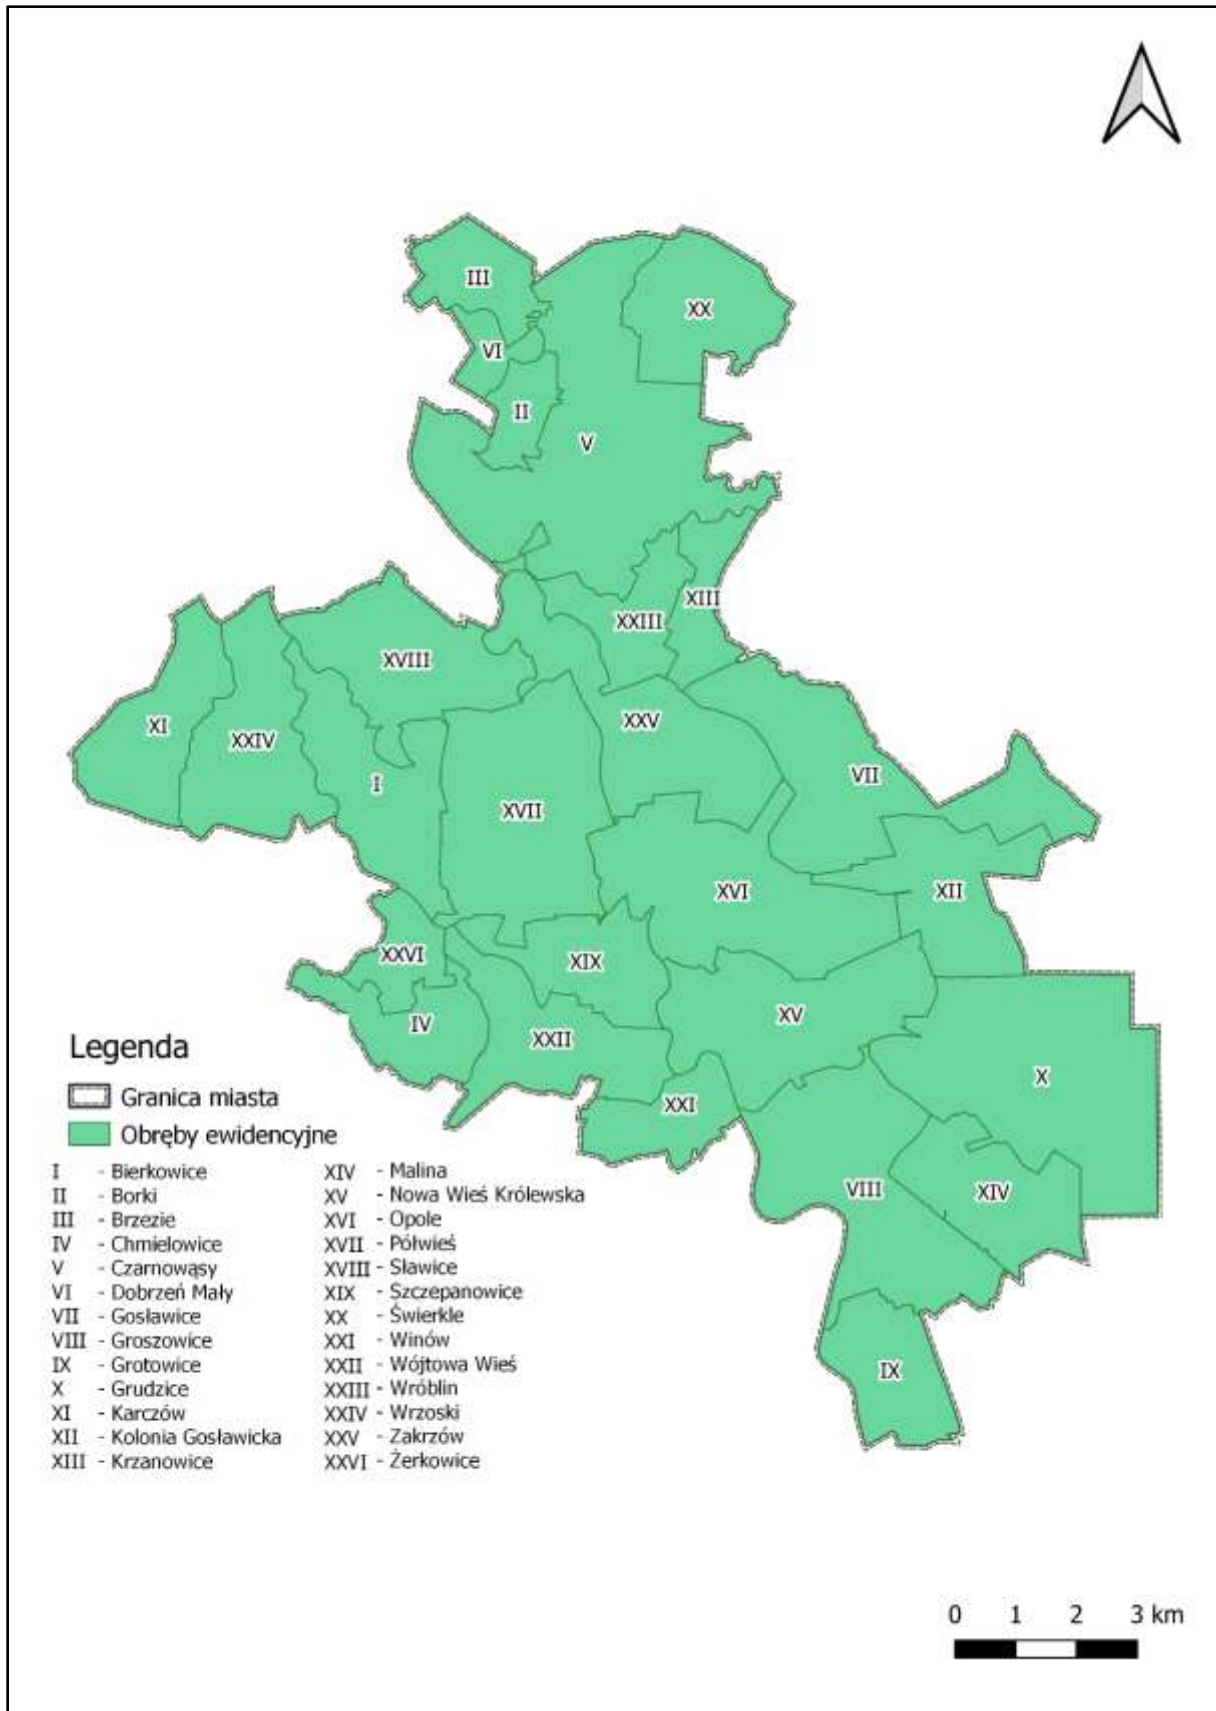 III
XX
VI
II
V
XIII
XXIII
XVIII
XI
XXIV
XXV
I
VII
XVII
XVI
XII
XXVI
XIX
IV
XV
XXII
X
XXI
VIII
XIV
IX
Legenda
Granica miasta
Obręby ewidencyjne
I - Bierkowice
II - Borki
III - Brzezie
IV - Chmielowice
V - Czarnowąsy
VI - Dobrzeń Mały
VII - Gosławice
VIII - Groszowice
IX - Grotowice
X - Grudzice
XI - Karczów
XII - Kolonia Gosławicka
XIII - Krzanowice
XIV - Malina
XV - Nowa Wieś Królewska
XVI - Opole
XVII - Półwieś
XVIII - Sławice
XIX - Szczepanowice
XX - Świerkle
XXI - Winów
XXII - Wójtowa Wieś
XXIII - Wróblin
XXIV - Wrzoski
XXV - Zakrzów
XXVI - Żerkowice
0 1 2 3 km